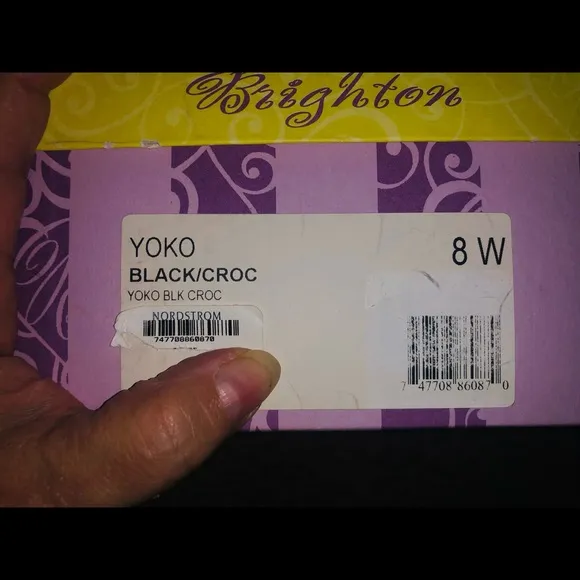 Brighton
YOKO
8 W
BLACK/CROC
YOKO BLK CROC
NORDSTROM
747708860870
7 47708 86087 0